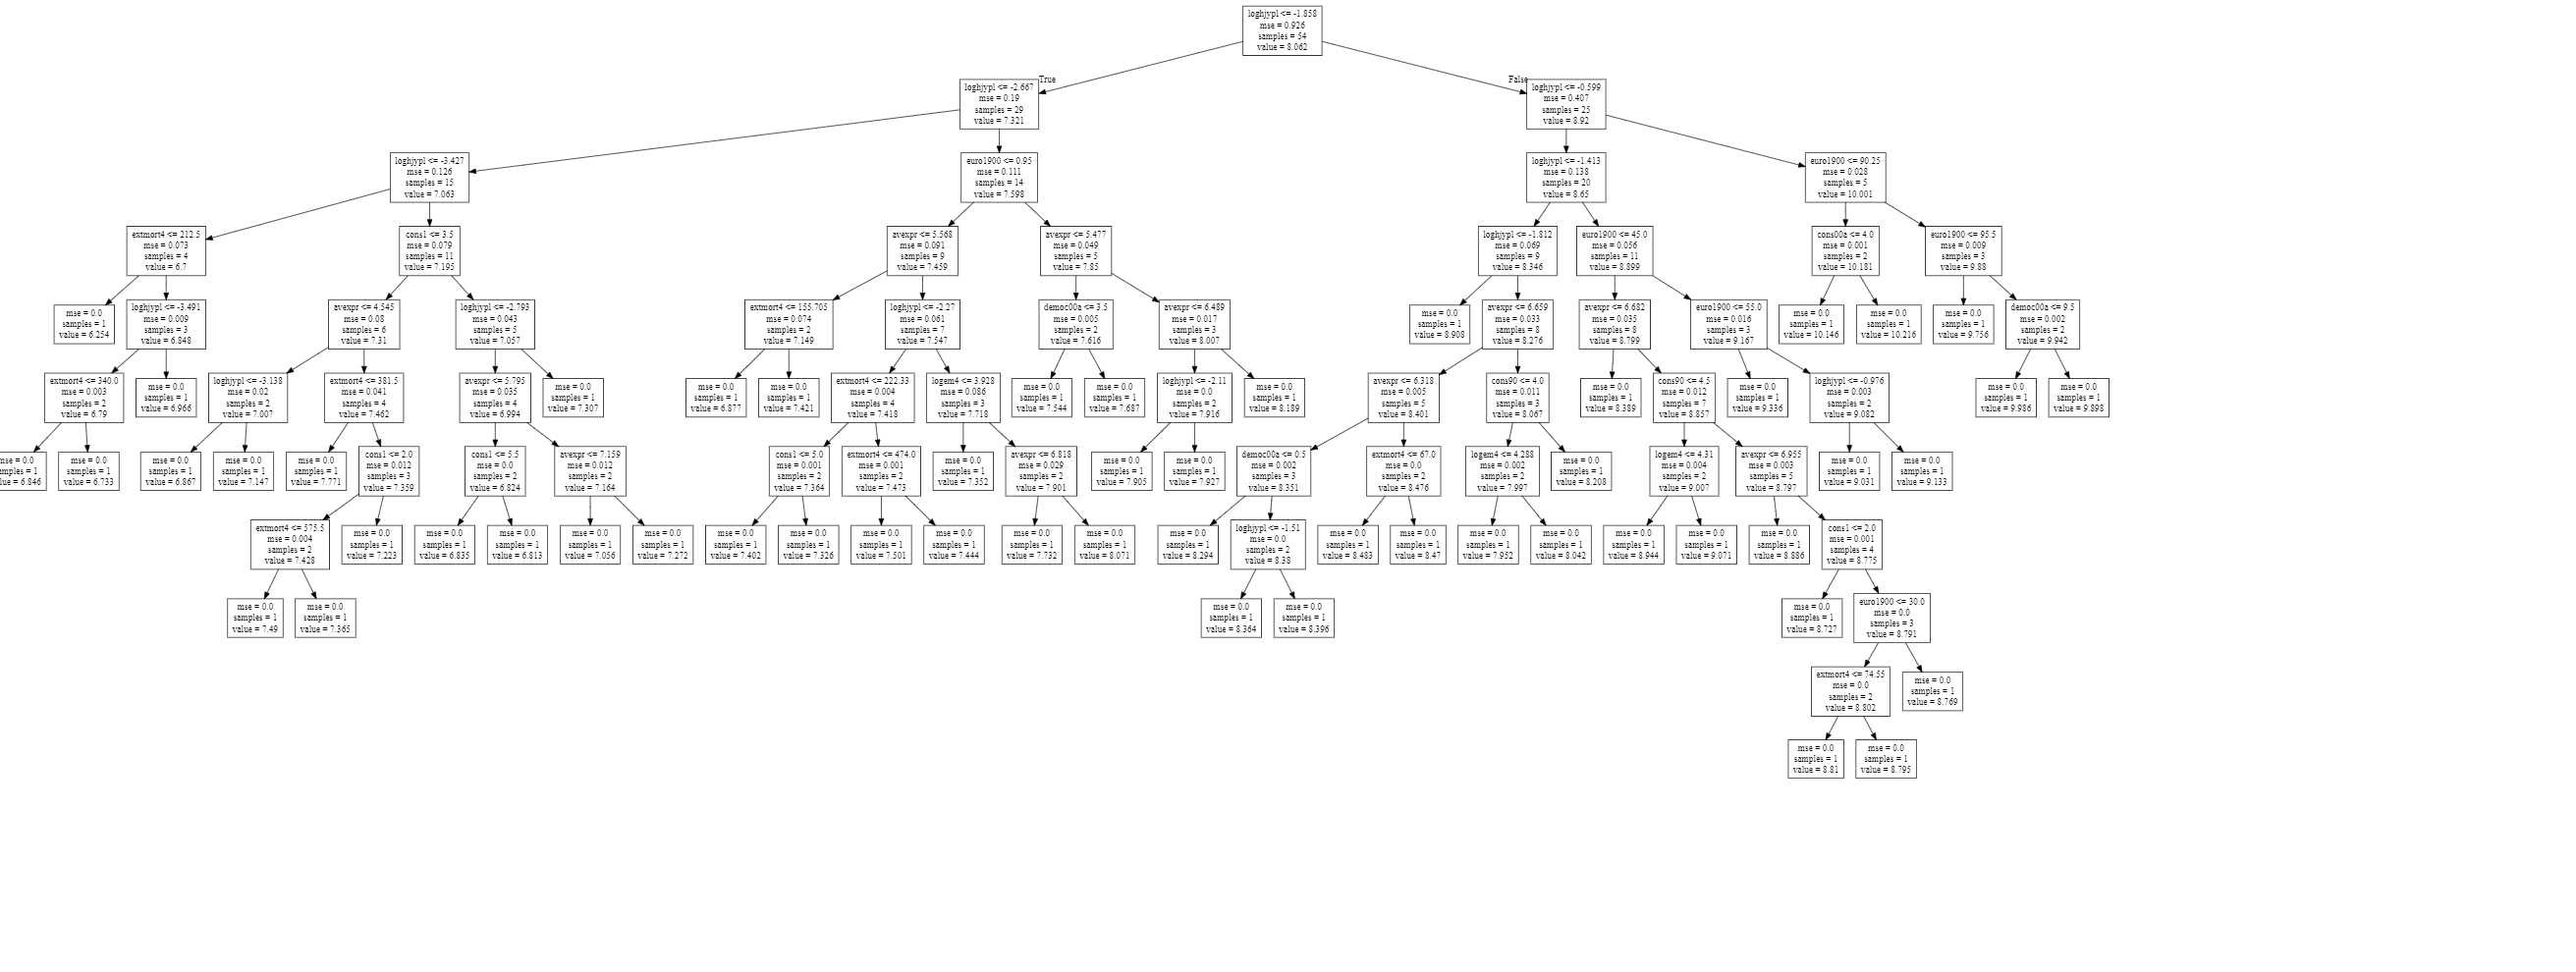 loghjypl <= -1.858
mse = 0.926
samples = 54
value = 8.062
True
False
loghjypl <= -2.667
mse = 0.19
samples = 29
value = 7.321
loghjypl <= -0.599
mse = 0.407
samples = 25
value = 8.92
loghjypl <= -3.427
mse = 0.126
samples = 15
value = 7.063
euro1900 <= 0.95
mse = 0.111
samples = 14
value = 7.598
loghjypl <= -1.413
mse = 0.138
samples = 20
value = 8.65
euro1900 <= 90.25
mse = 0.028
samples = 5
value = 10.001
extmort4 <= 212.5
mse = 0.073
samples = 4
value = 6.7
cons1 <= 3.5
mse = 0.079
samples = 11
value = 7.195
avexpr <= 5.568
mse = 0.091
samples = 9
value = 7.459
avexpr <= 5.477
mse = 0.049
samples = 5
value = 7.85
loghjypl <= -1.812
mse = 0.069
samples = 9
value = 8.346
euro1900 <= 45.0
mse = 0.056
samples = 11
value = 8.899
cons00a <= 4.0
mse = 0.001
samples = 2
value = 10.181
euro1900 <= 95.5
mse = 0.009
samples = 3
value = 9.88
mse = 0.0
samples = 1
value = 6.254
loghjypl <= -3.491
mse = 0.009
samples = 3
value = 6.848
avexpr <= 4.545
mse = 0.08
samples = 6
value = 7.31
loghjypl <= -2.793
mse = 0.043
samples = 5
value = 7.057
extmort4 <= 155.705
mse = 0.074
samples = 2
value = 7.149
loghjypl <= -2.27
mse = 0.061
samples = 7
value = 7.547
democ00a <= 3.5
mse = 0.005
samples = 2
value = 7.616
avexpr <= 6.489
mse = 0.017
samples = 3
value = 8.007
mse = 0.0
samples = 1
value = 8.908
avexpr <= 6.659
mse = 0.033
samples = 8
value = 8.276
avexpr <= 6.682
mse = 0.035
samples = 8
value = 8.799
euro1900 <= 55.0
mse = 0.016
samples = 3
value = 9.167
mse = 0.0
samples = 1
value = 10.146
mse = 0.0
samples = 1
value = 10.216
mse = 0.0
samples = 1
value = 9.756
democ00a <= 9.5
mse = 0.002
samples = 2
value = 9.942
extmort4 <= 340.0
mse = 0.003
samples = 2
value = 6.79
mse = 0.0
samples = 1
value = 6.966
loghjypl <= -3.138
mse = 0.02
samples = 2
value = 7.007
extmort4 <= 381.5
mse = 0.041
samples = 4
value = 7.462
avexpr <= 5.795
mse = 0.035
samples = 4
value = 6.994
mse = 0.0
samples = 1
value = 7.307
mse = 0.0
samples = 1
value = 6.877
mse = 0.0
samples = 1
value = 7.421
extmort4 <= 222.33
mse = 0.004
samples = 4
value = 7.418
logem4 <= 3.928
mse = 0.086
samples = 3
value = 7.718
mse = 0.0
samples = 1
value = 7.544
mse = 0.0
samples = 1
value = 7.687
loghjypl <= -2.11
mse = 0.0
samples = 2
value = 7.916
mse = 0.0
samples = 1
value = 8.189
avexpr <= 6.318
mse = 0.005
samples = 5
value = 8.401
cons90 <= 4.0
mse = 0.011
samples = 3
value = 8.067
mse = 0.0
samples = 1
value = 8.389
cons90 <= 4.5
mse = 0.012
samples = 7
value = 8.857
mse = 0.0
samples = 1
value = 9.336
loghjypl <= -0.976
mse = 0.003
samples = 2
value = 9.082
mse = 0.0
samples = 1
value = 9.986
mse = 0.0
samples = 1
value = 9.898
mse = 0.0
mples = 1
lue = 6.846
mse = 0.0
samples = 1
value = 6.733
mse = 0.0
samples = 1
value = 6.867
mse = 0.0
samples = 1
value = 7.147
mse = 0.0
samples = 1
value = 7.771
cons1 <= 2.0
mse = 0.012
samples = 3
value = 7.359
cons1 <= 5.5
mse = 0.0
samples = 2
value = 6.824
avexpr <= 7.159
mse = 0.012
samples = 2
value = 7.164
cons1 <= 5.0
mse = 0.001
samples = 2
value = 7.364
extmort4 <= 474.0
mse = 0.001
samples = 2
value = 7.473
mse = 0.0
samples = 1
value = 7.352
avexpr <= 6.818
mse = 0.029
samples = 2
value = 7.901
mse = 0.0
samples = 1
value = 7.905
mse = 0.0
samples = 1
value = 7.927
democ00a <= 0.5
mse = 0.002
samples = 3
value = 8.351
extmort4 <= 67.0
mse = 0.0
samples = 2
value = 8.476
logem4 <= 4.288
mse = 0.002
samples = 2
value = 7.997
mse = 0.0
samples = 1
value = 8.208
logem4 <= 4.31
mse = 0.004
samples = 2
value = 9.007
avexpr <= 6.955
mse = 0.003
samples = 5
value = 8.797
mse = 0.0
samples = 1
value = 9.031
mse = 0.0
samples = 1
value = 9.133
extmort4 <= 575.5
mse = 0.004
samples = 2
value = 7.428
mse = 0.0
samples = 1
value = 7.223
mse = 0.0
samples = 1
value = 6.835
mse = 0.0
samples = 1
value = 6.813
mse = 0.0
samples = 1
value = 7.056
mse = 0.0
samples = 1
value = 7.272
mse = 0.0
samples = 1
value = 7.402
mse = 0.0
samples = 1
value = 7.326
mse = 0.0
samples = 1
value = 7.501
mse = 0.0
samples = 1
value = 7.444
mse = 0.0
samples = 1
value = 7.732
mse = 0.0
samples = 1
value = 8.071
mse = 0.0
samples = 1
value = 8.294
loghjypl <= -1.51
mse = 0.0
samples = 2
value = 8.38
mse = 0.0
samples = 1
value = 8.483
mse = 0.0
samples = 1
value = 8.47
mse = 0.0
samples = 1
value = 7.952
mse = 0.0
samples = 1
value = 8.042
mse = 0.0
samples = 1
value = 8.944
mse = 0.0
samples = 1
value = 9.071
mse = 0.0
samples = 1
value = 8.886
cons1 <= 2.0
mse = 0.001
samples = 4
value = 8.775
mse = 0.0
samples = 1
value = 7.49
mse = 0.0
samples = 1
value = 7.365
mse = 0.0
samples = 1
value = 8.364
mse = 0.0
samples = 1
value = 8.396
mse = 0.0
samples = 1
value = 8.727
euro1900 <= 30.0
mse = 0.0
samples = 3
value = 8.791
extmort4 <= 74.55
mse = 0.0
samples = 2
value = 8.802
mse = 0.0
samples = 1
value = 8.769
mse = 0.0
samples = 1
value = 8.81
mse = 0.0
samples = 1
value = 8.795